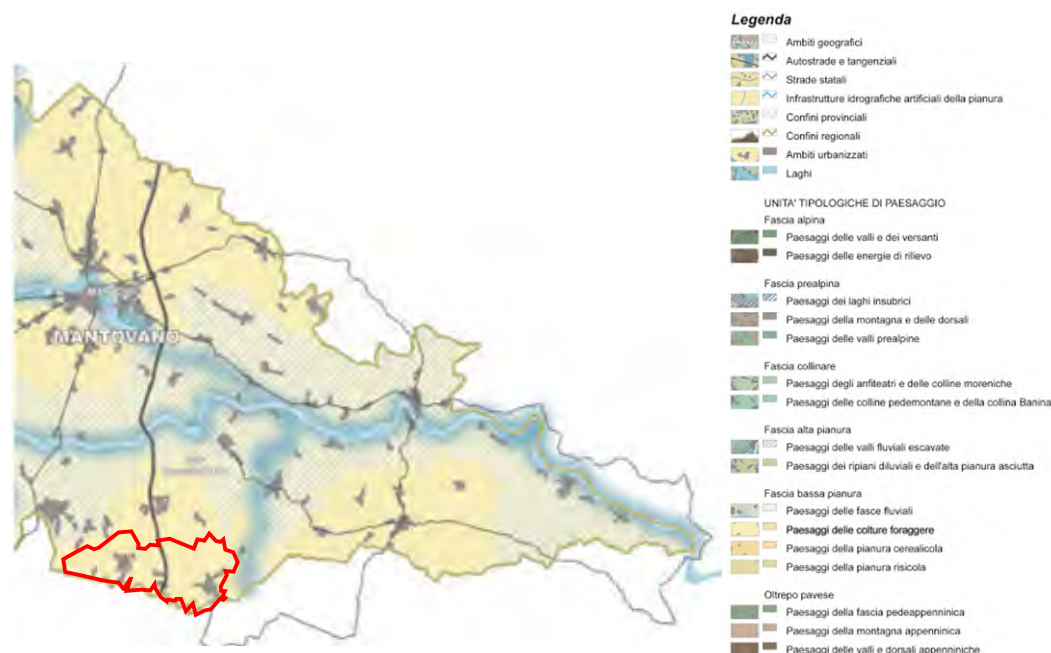 Legenda
Ambiti geografici
Autostrade e tangenziali
Strade statali
Infrastrutture idrografiche artificiali della pianura
Confini provinciali
Confini regionali
Ambiti urbanizzati
Laghi
UNITA' TIPOLOGICHE DI PAESAGGIO
Fascia alpina
Paesaggi delle valli e dei versanti
Paesaggi delle energie di rilievo
Fascia prealpina
Paesaggi dei laghi insubrici
Paesaggi della montagna e delle dorsali
Paesaggi delle valli prealpine
Fascia collinare
Paesaggi degli anfiteatri e delle colline moreniche
Paesaggi delle colline pedemontane e della collina Banina
Fascia alta pianura
Paesaggi delle valli fluviali escavate
Paesaggi dei ripiani diluviali e dell'alta pianura asciutta
Fascia bassa pianura
Paesaggi delle fasce fluviali
Paesaggi delle colture foraggere
Paesaggi della pianura cerealicola
Paesaggi della pianura risicola
Oltrepo pavese
Paesaggi della fascia pedeappenninica
Paesaggi della montagna appenninica
Paesaggi delle valli e dorsali appenniniche
MANTOVANO